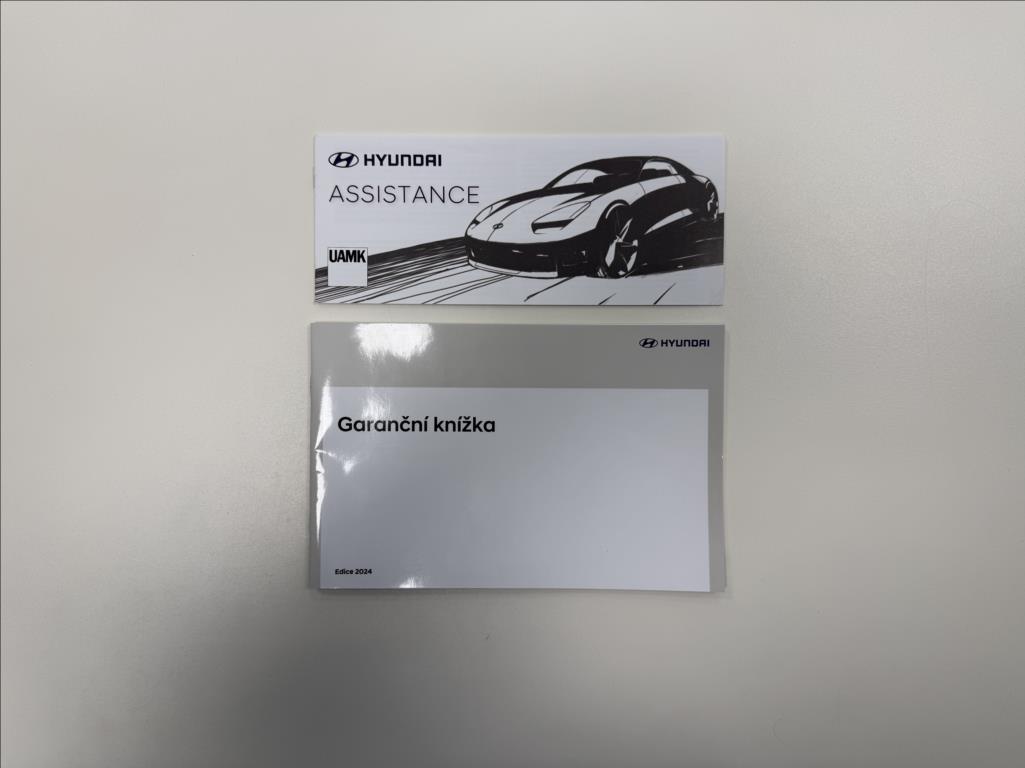 HYUNDAI
ASSISTANCE
UAMK
HYUNDAI
Garanční knížka
Edice 2024